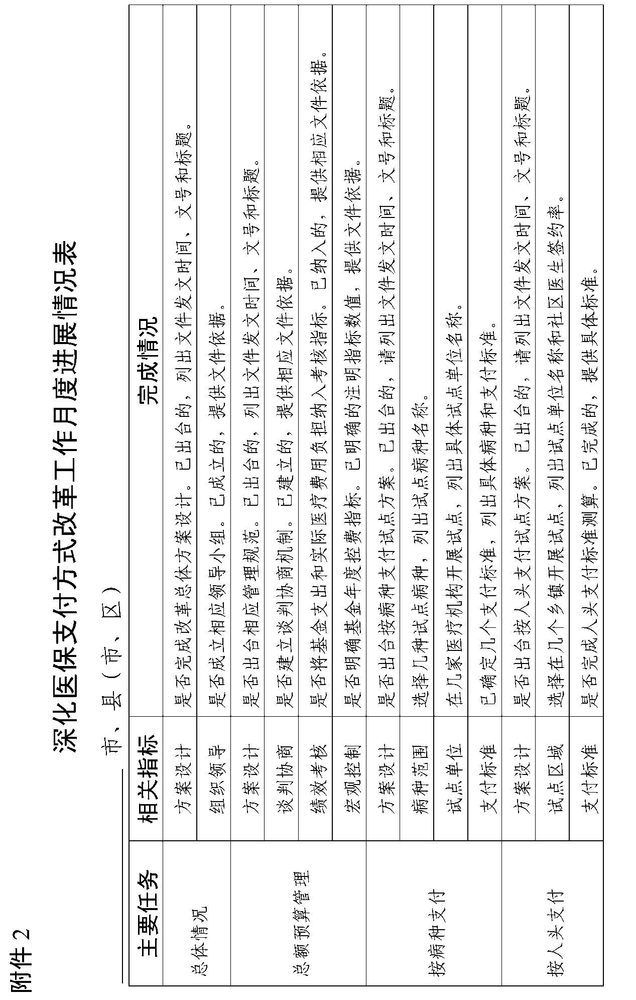 附件 2
深化医保支付方式改革工作月度进展情况表
市、县（市、区）
主要任务 相关指标 完成情况
总体情况 方案设计 是否完成改革总体方案设计．已出台的，列出文件发文时间、文号和标题。
组织领导 是否成立相应领导小组。已成立的，提供文件依据。
总额预算管理 方案设计 是否出台相应管理规范。已出台的，列出文件发文时间、文号和标题。
谈判协商 是否建立谈判协商机制．已建立的，提供相应文件依据。
绩效考核 是否将基金支出和实际医疗费用负担纳入考核指标．已纳入的，提供相应文件依据。
宏观控制 是否明确基金年度控费指标．已明确的注明指标数值，提供文件依据。
按病种支付 方案设计 是否出台按病种支付试点方案．已出台的，请列出文件发文时间、文号和标题。
病种范围 选择几种试点病种，列出试点病种名称。
试点单位 在几家医疗机构开展试点，列出具体试点单位名称。
支付标准 已确定几个支付标准，列出具体病种和支付标准。
按人头支付 方案设计 是否出台按人头支付试点方案．已出台的，请列出文件发文时间、文号和标题。
试点区域 选择在几个乡镇开展试点，列出试点单位名称和社区医生签约率。
支付标准 是否完成人头支付标准测算．已完成的，提供具体标准。